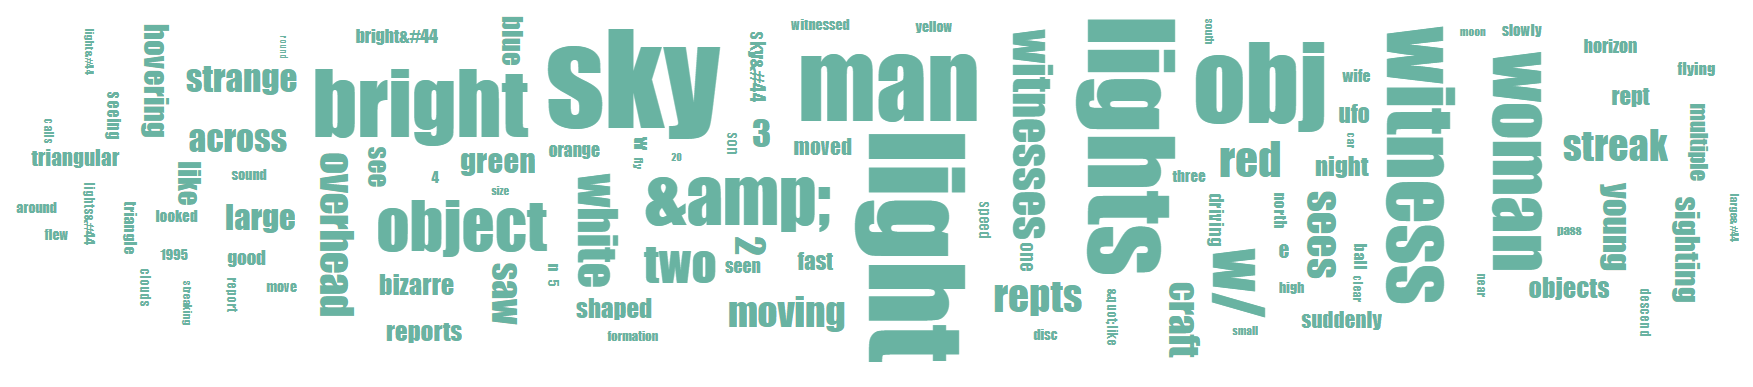 light&#44
hovering
round
bright&#44
blue
sky
sky&#44
witnessed
yellow
man
witnesses
lights
south
obj
wife
witness
moon
slowly
woman
horizon
flying
strange
bright
seeing
calls
across
triangular
like
overhead
see
green
4
size
orange
w
fly
20
son
3
moved
&amp;
light
red
three
ufo
car
night
rept
streak
multiple
around
flew
lights&#44
triangle
looked
sound
large
object
white
two
2
seen
fast
speed
one
driving
north
e
sees
ball
clear
pass
young
sighting
large&#44
1995
good
clouds
streaking
report
move
bizarre
saw
n
5
shaped
moving
repts
disc
&quot;like
craft
w/
high
small
suddenly
near
objects
descend
reports
formation